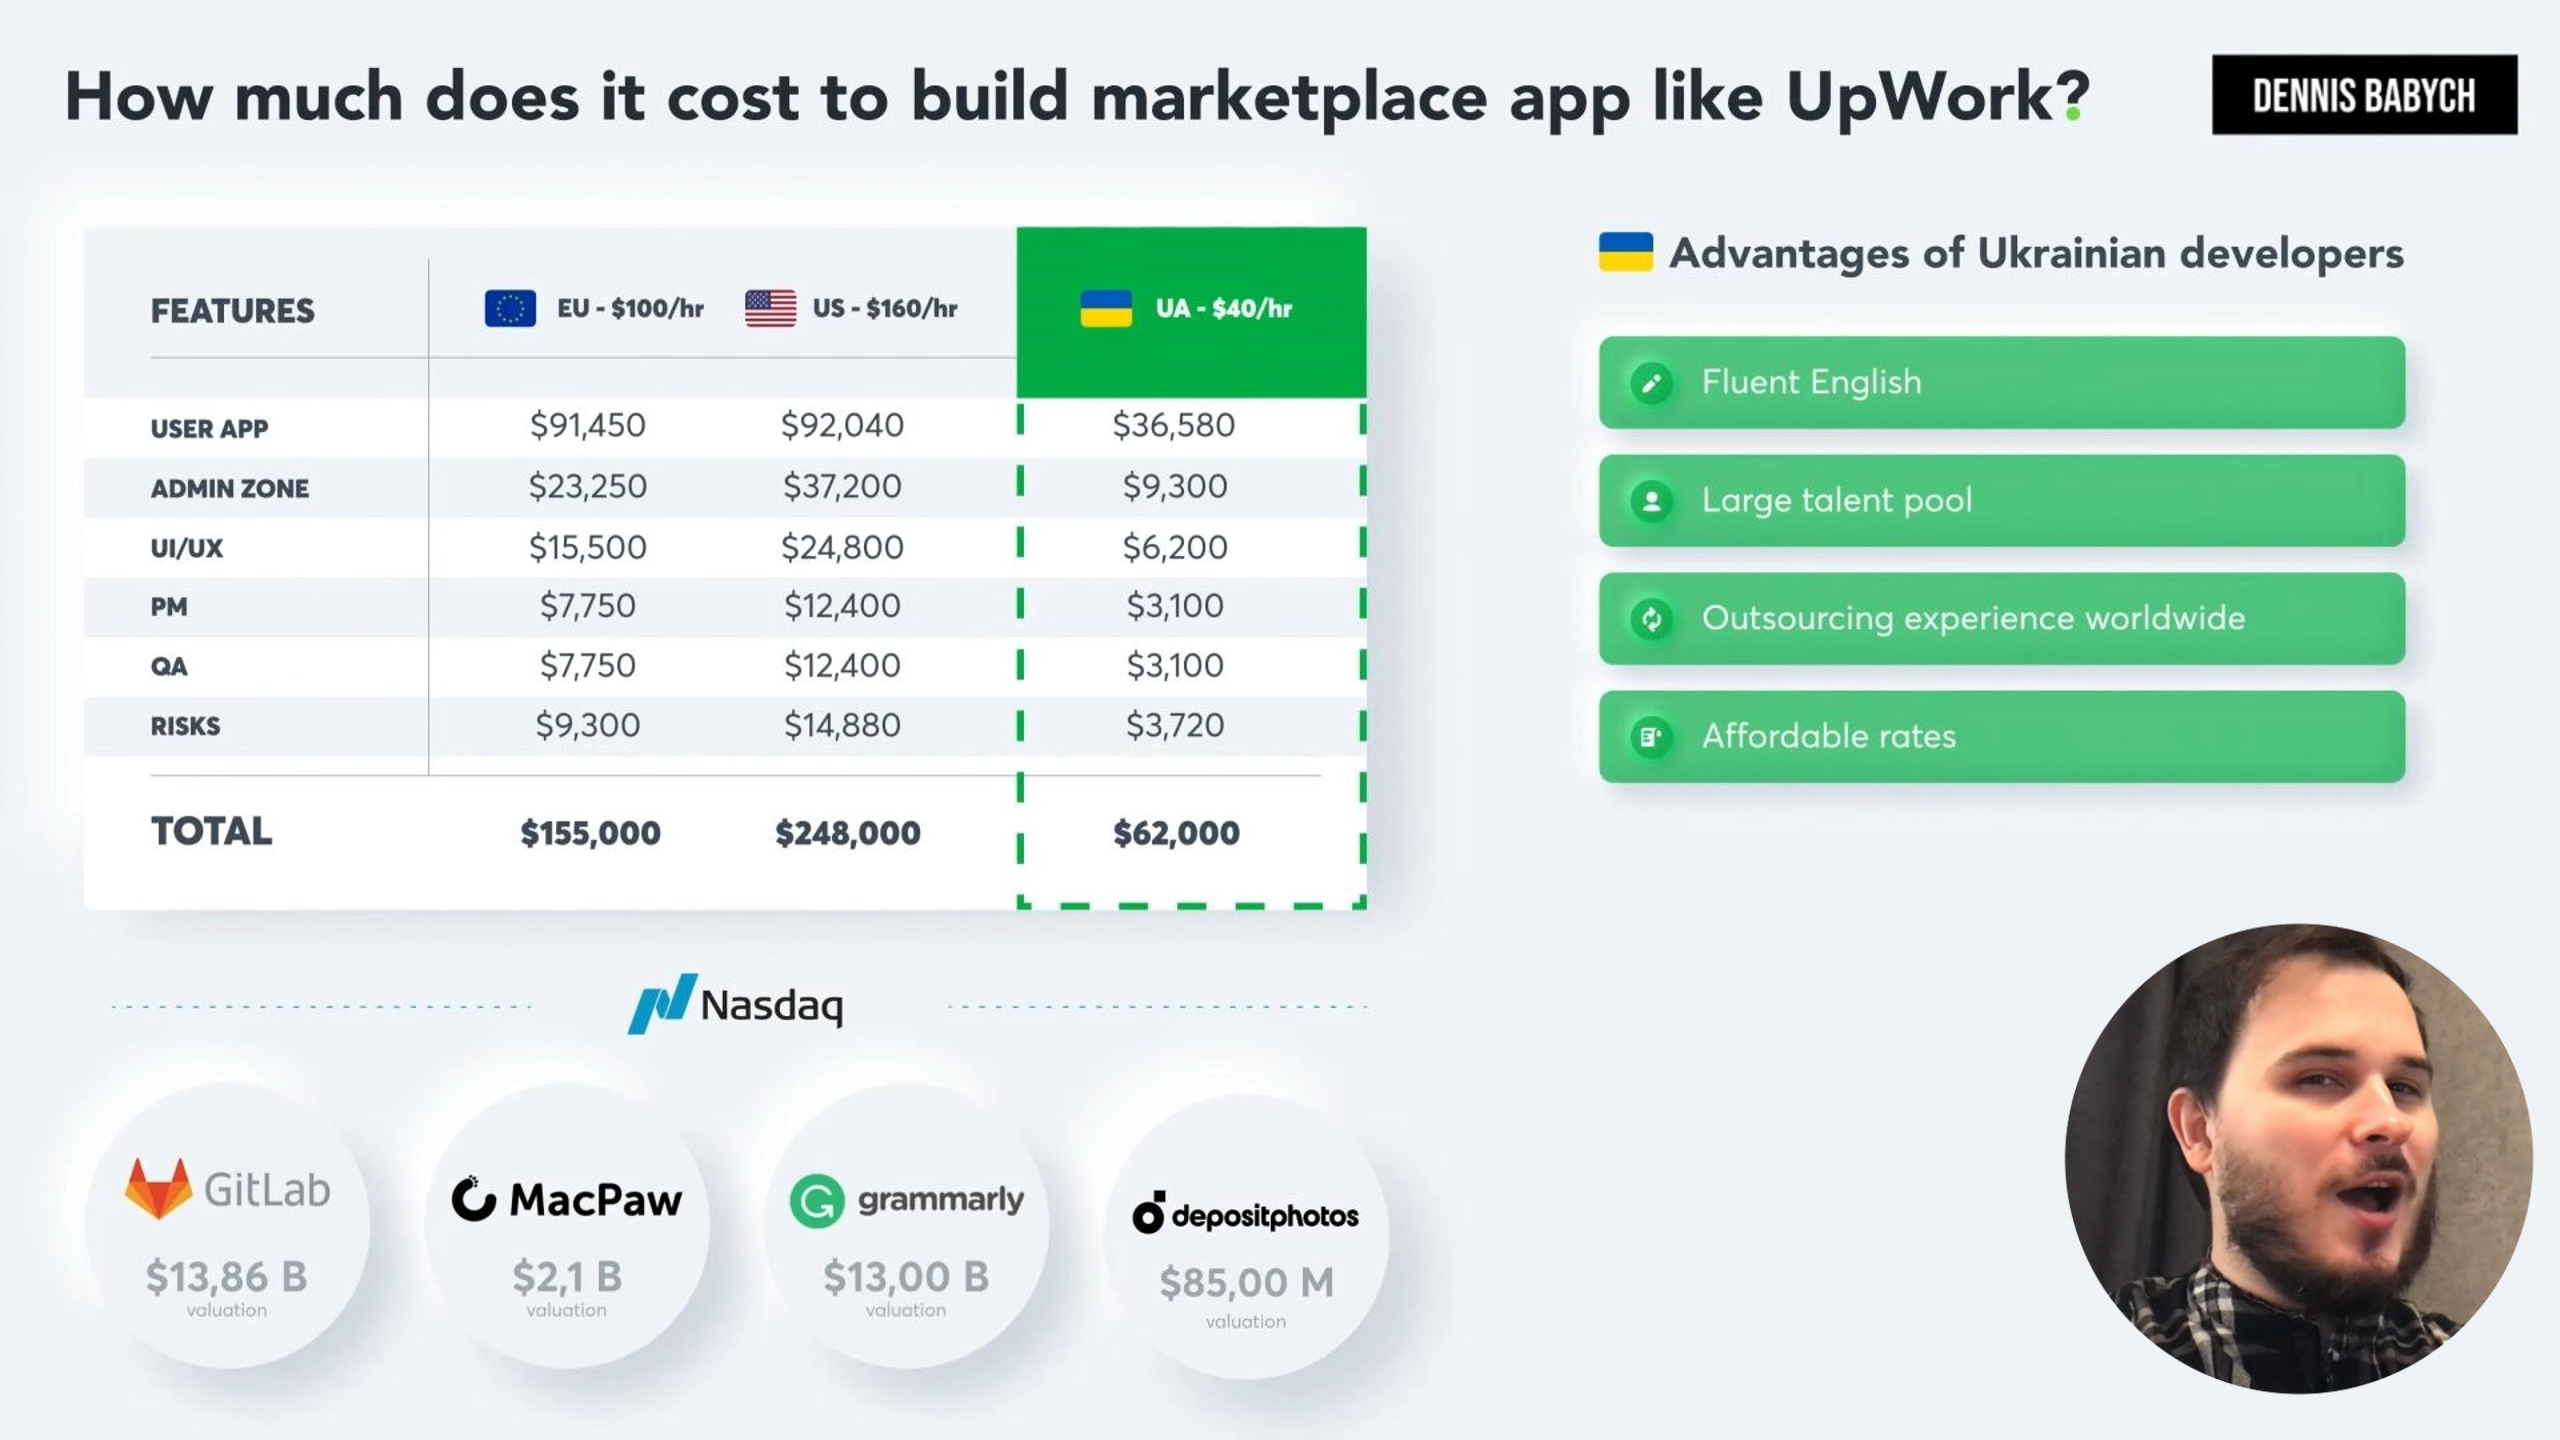 How much does it cost to build marketplace app like UpWork?
DENNIS BABYCH
FEATURES EU - $100/hr US - $160/hr UA - $40/hr
USER APP $91,450 $92,040 $36,580
ADMIN ZONE $23,250 $37,200 $9,300
UI/UX $15,500 $24,800 $6,200
PM $7,750 $12,400 $3,100
QA $7,750 $12,400 $3,100
RISKS $9,300 $14,880 $3,720
TOTAL $155,000 $248,000 $62,000
Advantages of Ukrainian developers
Fluent English
Large talent pool
Outsourcing experience worldwide
Affordable rates
Nasdaq
GitLab
$13,86 B
valuation
MacPaw
$2,1 B
valuation
grammarly
$13,00 B
valuation
depositphotos
$85,00 M
valuation